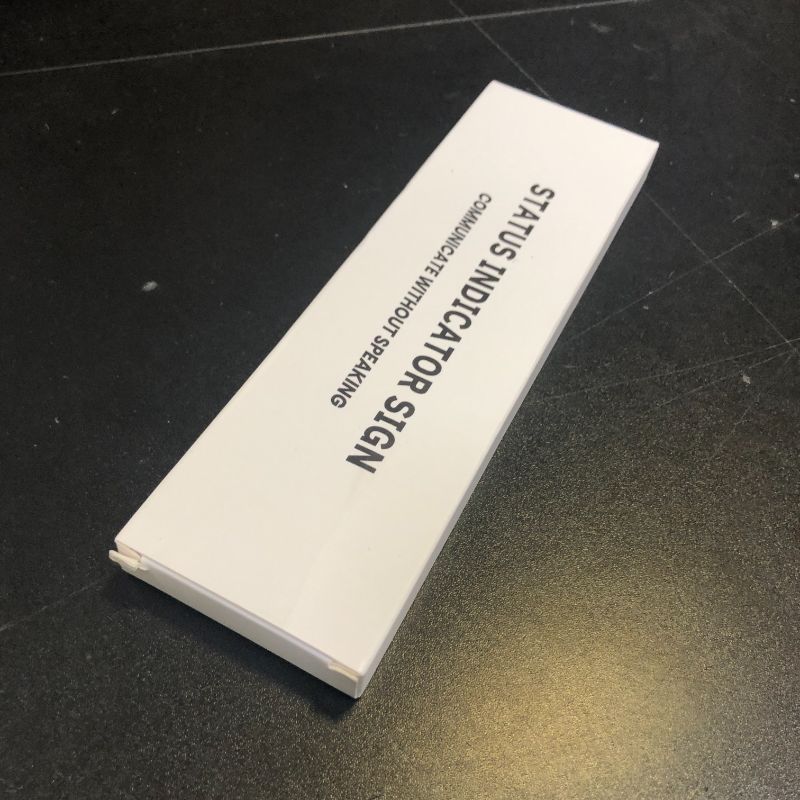 STATUS INDICATOR SIGN
COMMUNICATE WITHOUT SPEAKING